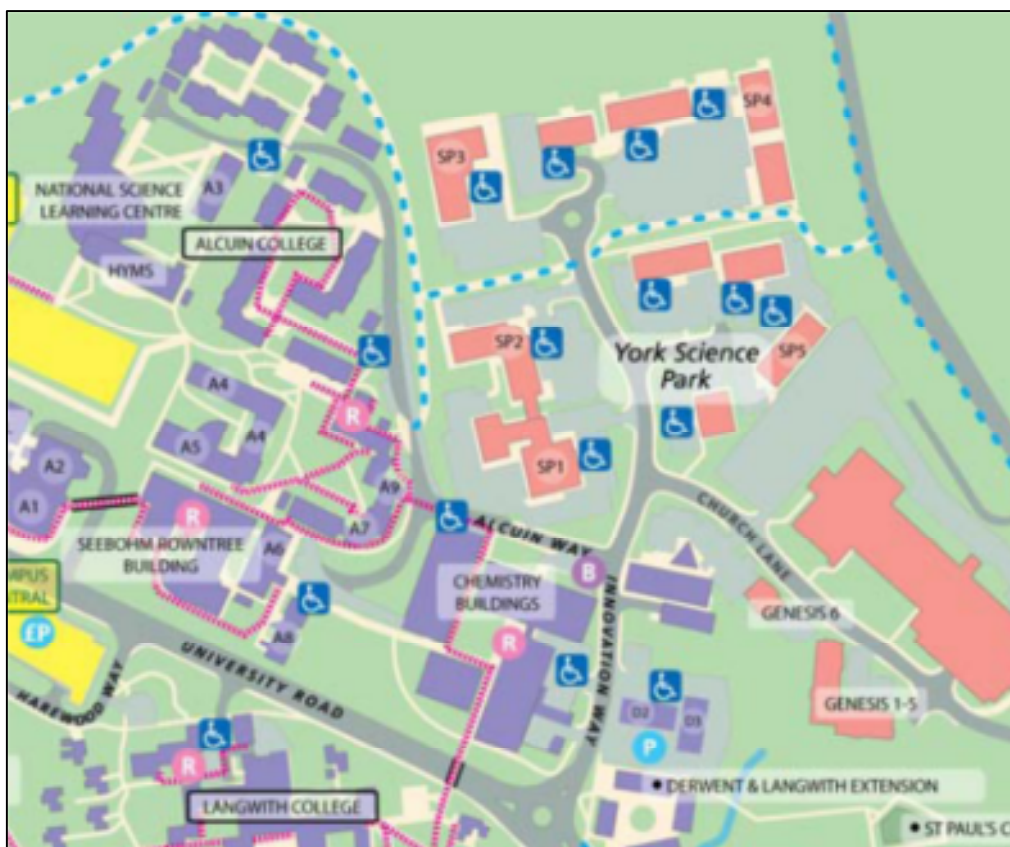 SP4
SP3
A3
NATIONAL SCIENCE
LEARNING CENTRE
ALCUIN COLLEGE
HYMS
SP2
York Science
Park
SP5
A4
R
A4
A5
A2
SP1
A9
A1
R
A7
ALCUIN WAY
CHURCH LANE
SEEBOHM ROWNTREE
BUILDING
A6
B
CHEMISTRY
BUILDINGS
INNOVATION WAY
GENESIS 6
£P
A8
R
UNIVERSITY ROAD
HAREWOOD WAY
GENESIS 1-5
D2
D3
P
R
DERWENT & LANGWITH EXTENSION
LANGWITH COLLEGE
ST PAUL'S C